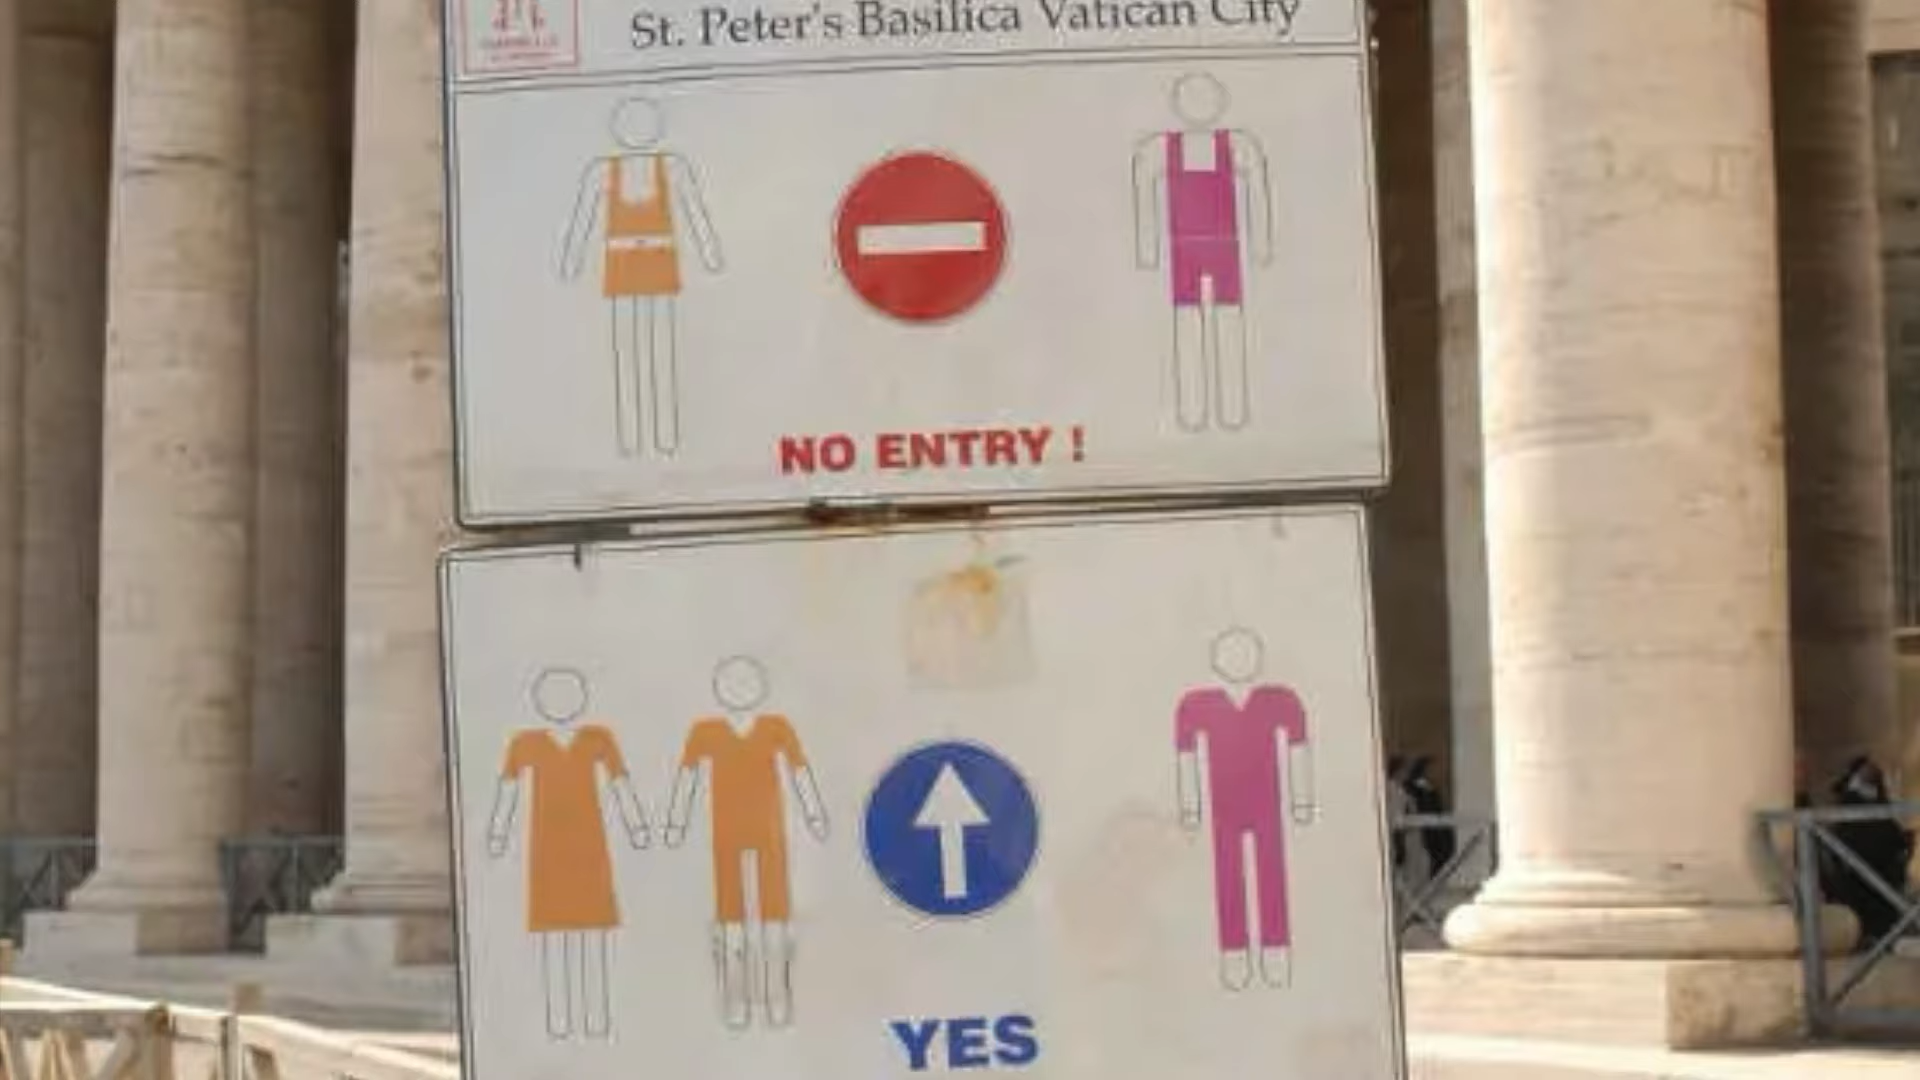 St. Peter's Basilica Vatican City
NO ENTRY !
YES